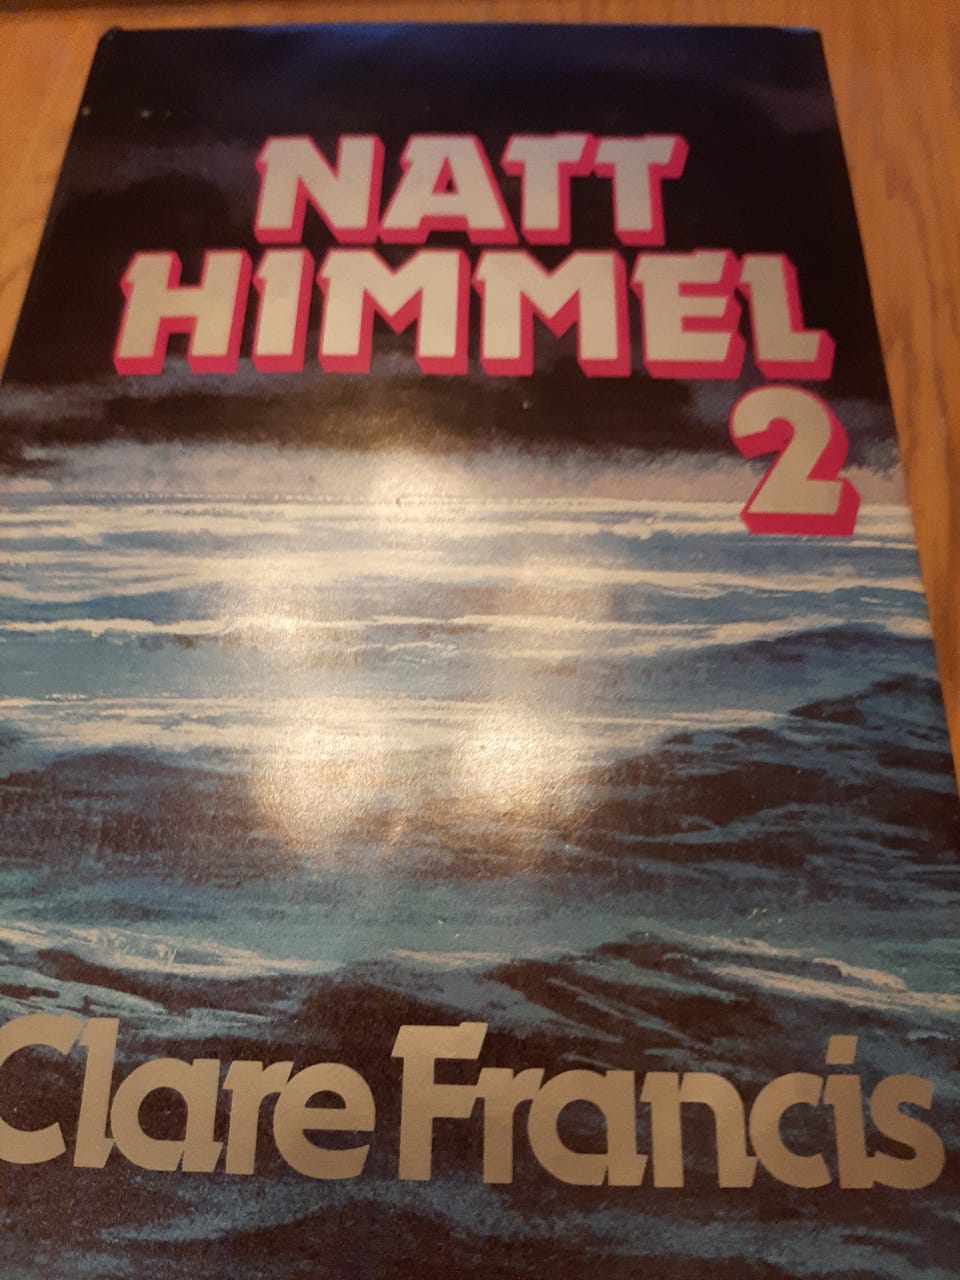 NATT
HIMMEL
2
Clare Francis